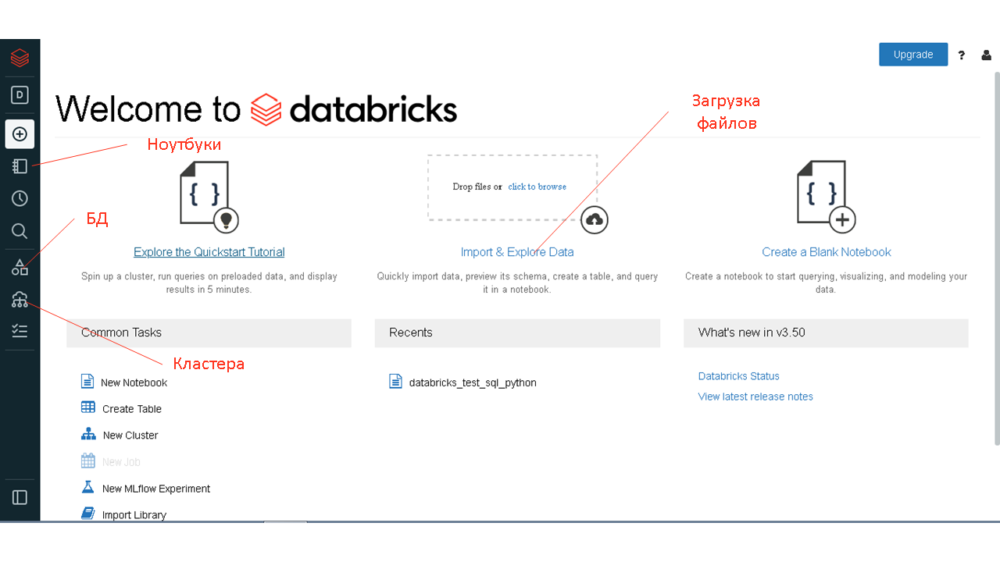 Upgrade ?
D
Welcome to databricks
Загрузка
файлов
Ноутбуки
Drop files or click to browse
БД
Explore the Quickstart Tutorial
Spin up a cluster, run queries on preloaded data, and display
results in 5 minutes.
Import & Explore Data
Quickly import data, preview its schema, create a table, and query
it in a notebook.
Create a Blank Notebook
Create a notebook to start querying, visualizing, and modeling your
data.
Common Tasks
Кластера
New Notebook
Create Table
New Cluster
New Job
New MLflow Experiment
Import Library
Recents
databricks_test_sql_python
What's new in v3.50
Databricks Status
View latest release notes